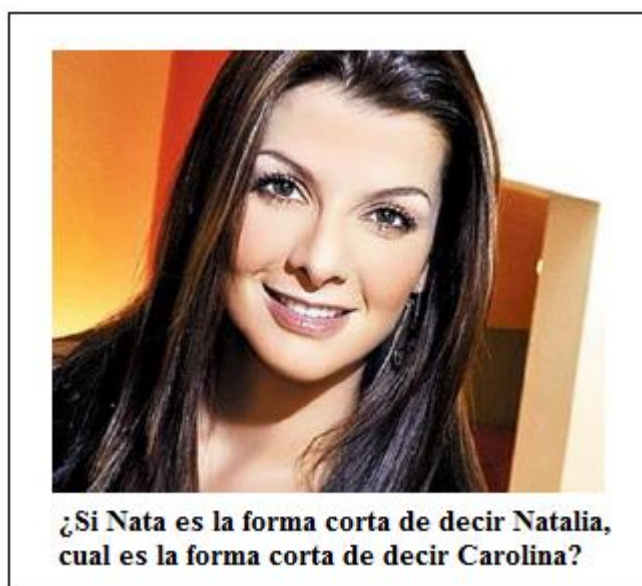 ¿Si Nata es la forma corta de decir Natalia,
cual es la forma corta de decir Carolina?